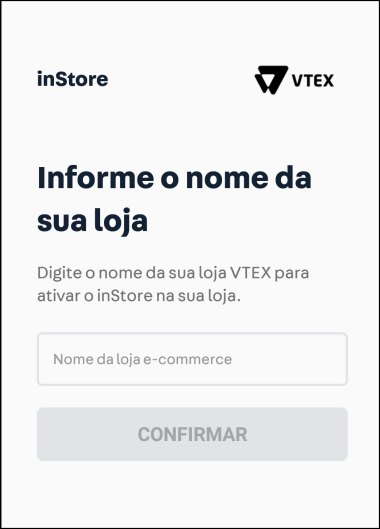 inStore
VTEX
Informe o nome da
sua loja
Digite o nome da sua loja VTEX para
ativar o inStore na sua loja.
Nome da loja e-commerce
CONFIRMAR